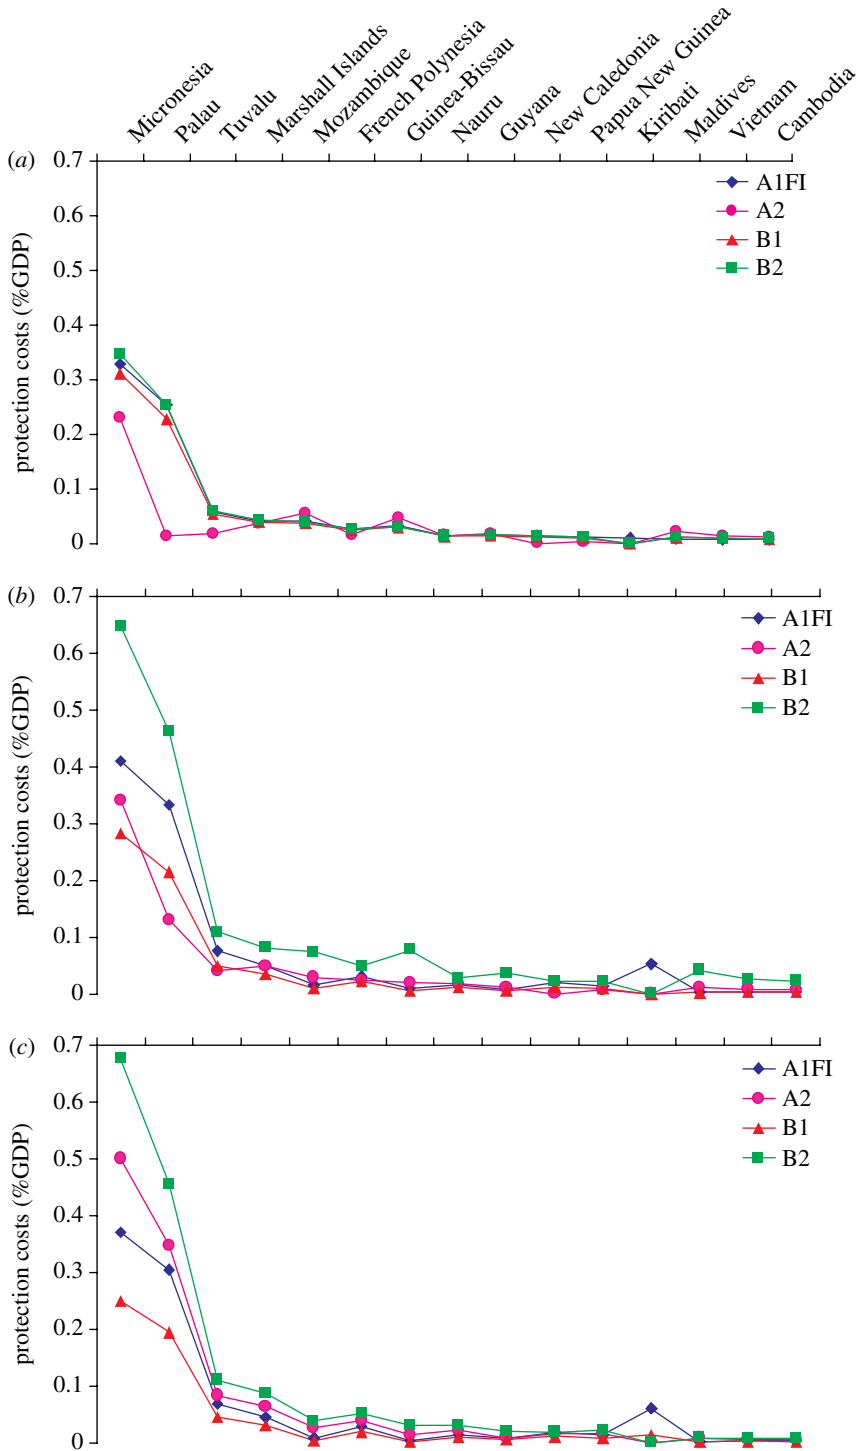 Micronesia
Palau
Tuvalu
Marshall Islands
Mozambique
French Polynesia
Guinea-Bissau
Nauru
Guyana
New Caledonia
Papua New Guinea
Kiribati
Maldives
Vietnam
Cambodia
(a)
0.7
0.6
0.5
0.4
0.3
0.2
0.1
0
protection costs (%GDP)
A1FI
A2
B1
B2
(b)
0.7
0.6
0.5
0.4
0.3
0.2
0.1
0
protection costs (%GDP)
A1FI
A2
B1
B2
(c)
0.7
0.6
0.5
0.4
0.3
0.2
0.1
0
protection costs (%GDP)
A1FI
A2
B1
B2